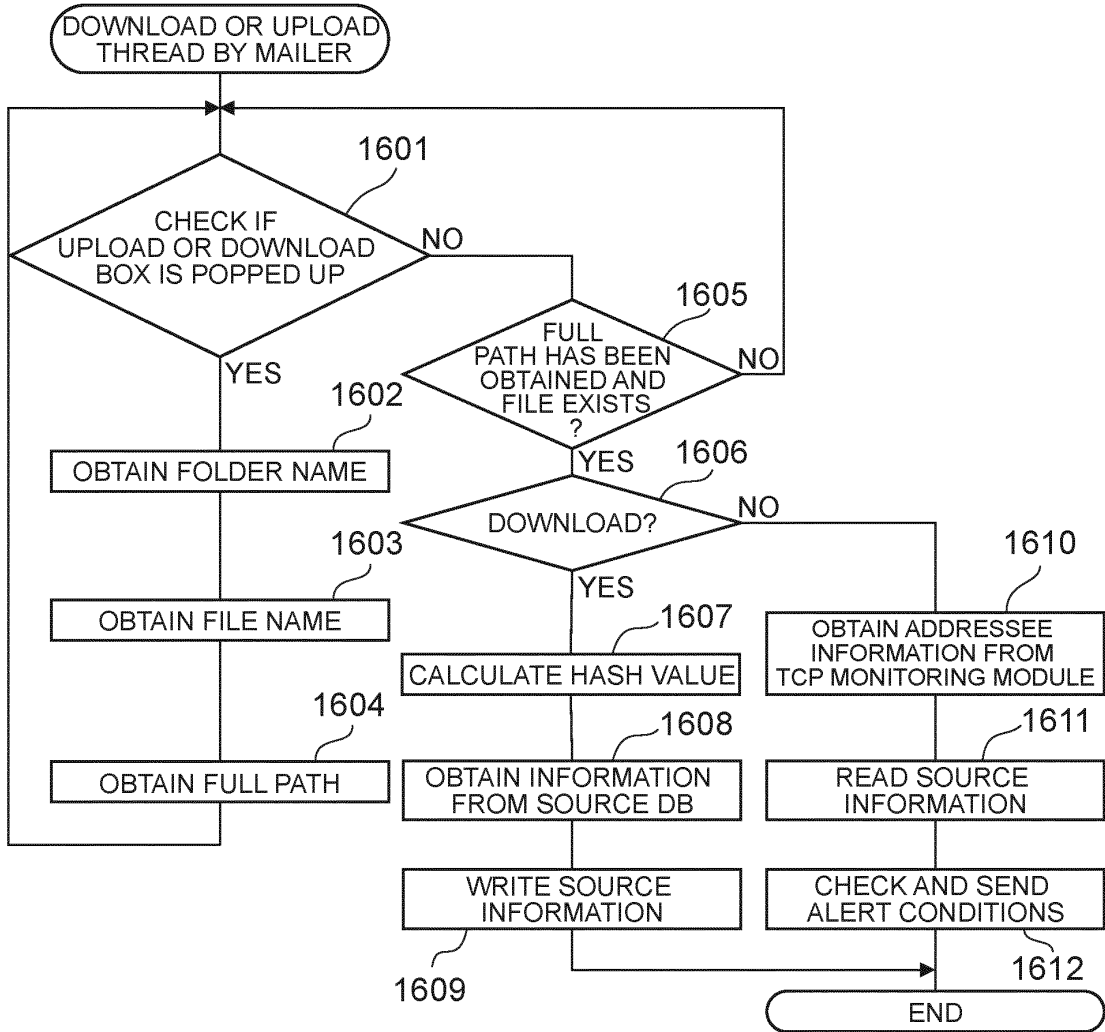 DOWNLOAD OR UPLOAD
THREAD BY MAILER
1601
CHECK IF
UPLOAD OR DOWNLOAD
BOX IS POPPED UP
NO
YES
1602
OBTAIN FOLDER NAME
1603
OBTAIN FILE NAME
1604
OBTAIN FULL PATH
1605
FULL
PATH HAS BEEN
OBTAINED AND
FILE EXISTS
?
NO
YES
1606
DOWNLOAD?
NO
YES
1607
CALCULATE HASH VALUE
1608
OBTAIN INFORMATION
FROM SOURCE DB
WRITE SOURCE
INFORMATION
1609
1610
OBTAIN ADDRESSEE
INFORMATION FROM
TCP MONITORING MODULE
1611
READ SOURCE
INFORMATION
CHECK AND SEND
ALERT CONDITIONS
1612
END